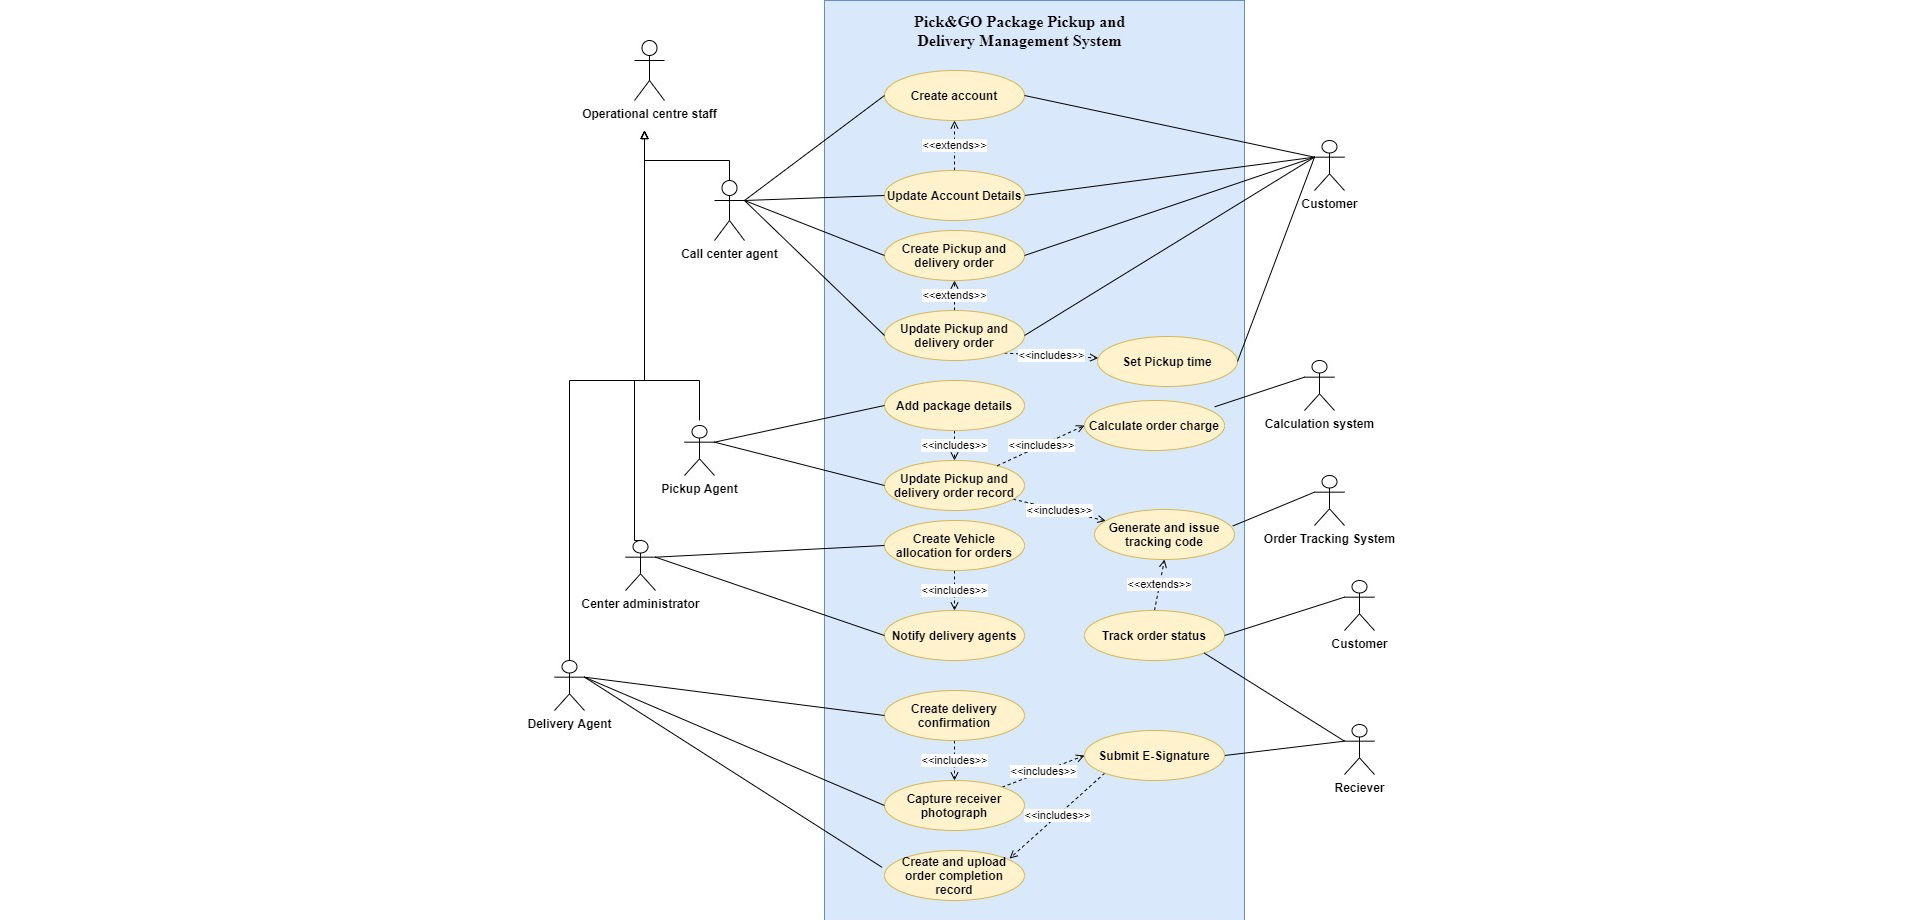 Pick&GO Package Pickup and
Delivery Management System
Operational centre staff
Create account
<<extends>>
Update Account Details
Customer
Call center agent
Create Pickup and
delivery order
<<extends>>
Update Pickup and
delivery order
<<includes>>
Set Pickup time
Add package details
Calculate order charge
Calculation system
<<includes>>
<<includes>>
Pickup Agent
Update Pickup and
delivery order record
<<includes>>
Generate and issue
tracking code
Order Tracking System
Create Vehicle
allocation for orders
<<extends>>
<<includes>>
Center administrator
Notify delivery agents
Track order status
Customer
Delivery Agent
Create delivery
confirmation
<<includes>>
<<includes>>
Submit E-Signature
Reciever
Capture receiver
photograph
<<includes>>
Create and upload
order completion
record